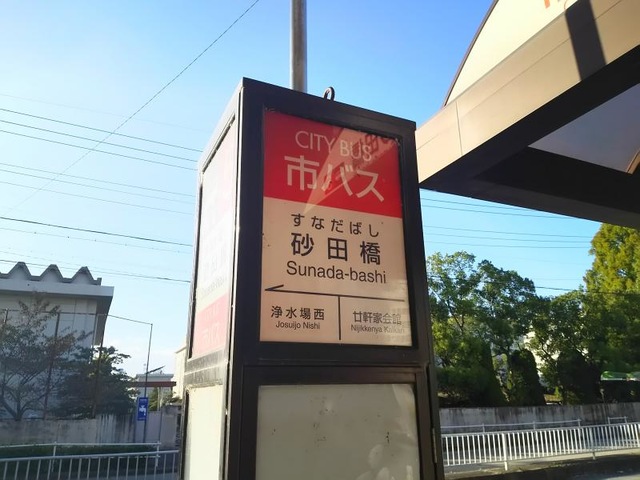 CITY BUS
市バス
すなだばし
砂田橋
Sunada-bashi
浄水場西
Josuijo Nishi
廿軒家会館
Nijikkenya Kaikan